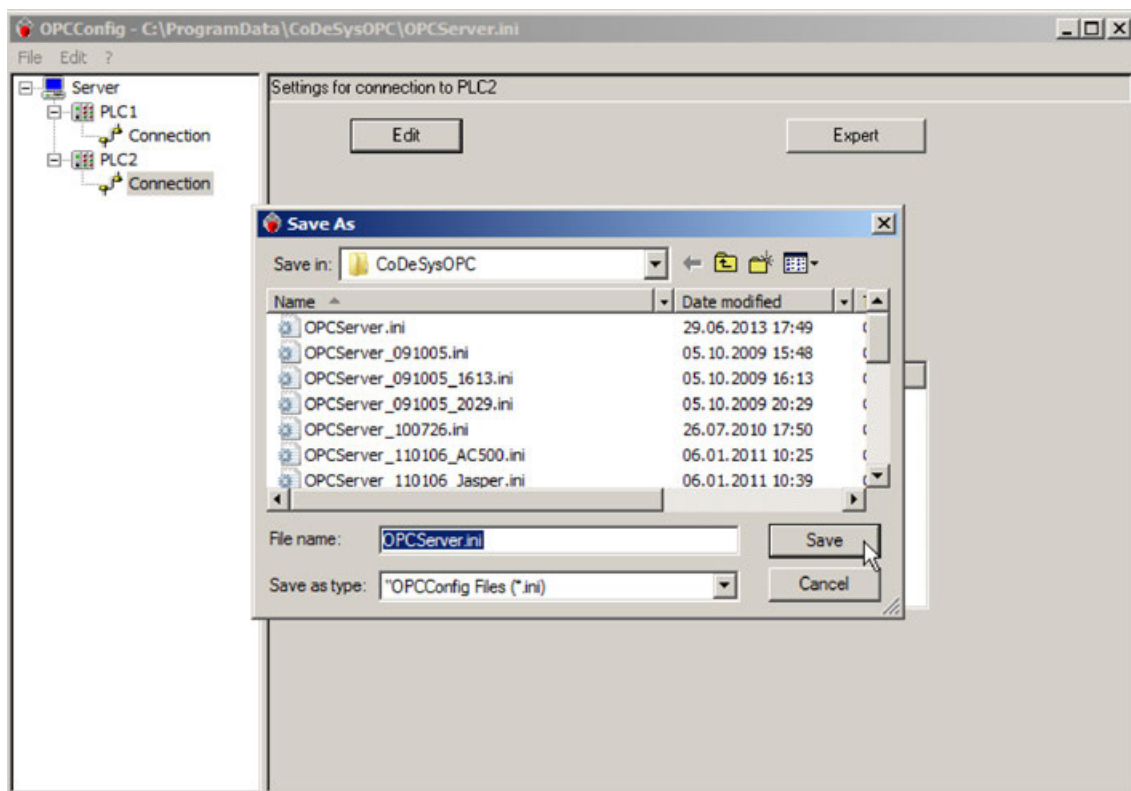 OPCConfig - C:\ProgramData\CoDeSysOPC\OPCServer.ini
File Edit ?
Server
PLC1
Connection
PLC2
Connection
Settings for connection to PLC2
Edit
Expert
Save As
Save in: CoDeSysOPC
Name Date modified
OPCServer.ini 29.06.2013 17:49
OPCServer_091005.ini 05.10.2009 15:48
OPCServer_091005_1613.ini 05.10.2009 16:13
OPCServer_091005_2029.ini 05.10.2009 20:29
OPCServer_100726.ini 26.07.2010 17:50
OPCServer_110106_AC500.ini 06.01.2011 10:25
OPCServer_110106_Jasper.ini 06.01.2011 10:39
File name: OPCServer.ini Save
Save as type: "OPCConfig Files (*.ini) Cancel